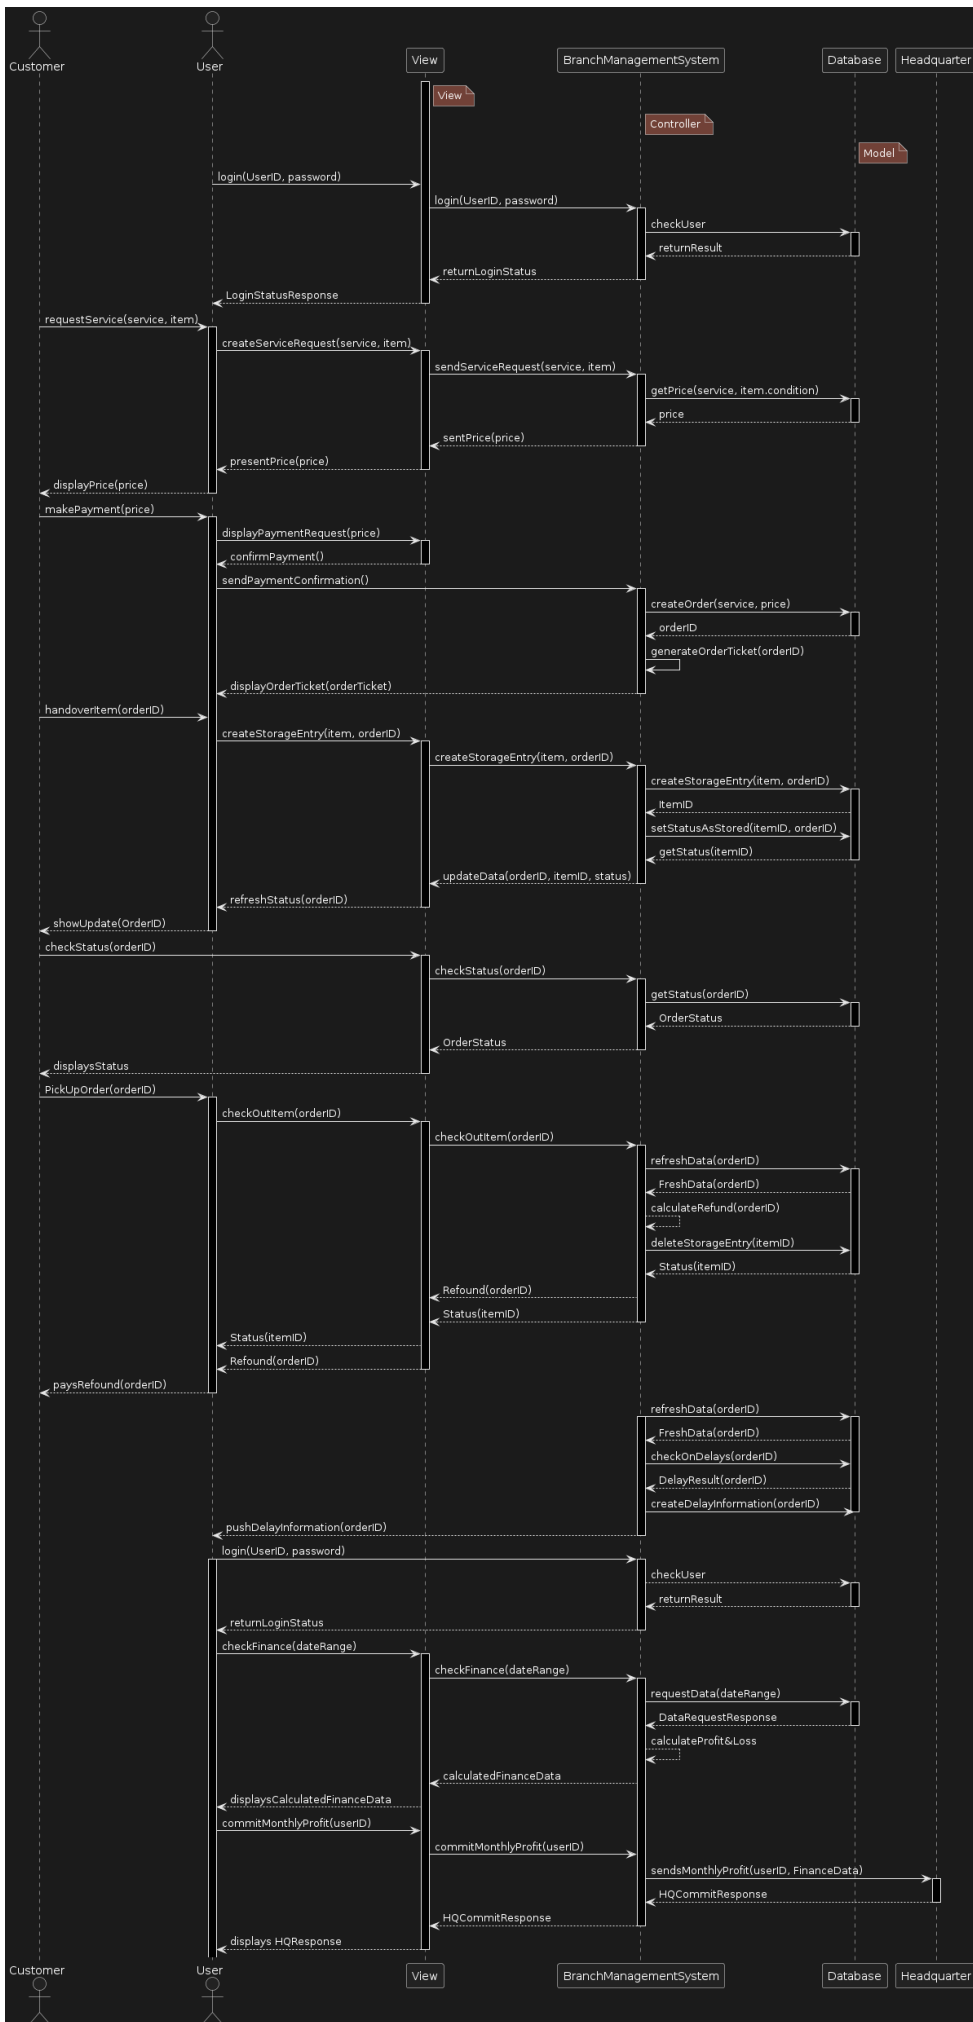 Customer
User
View
BranchManagementSystem
Database
Headquarter
View
Controller
Model
login(UserID, password)
login(UserID, password)
checkUser
returnResult
returnLoginStatus
LoginStatusResponse
requestService(service, item)
createServiceRequest(service, item)
sendServiceRequest(service, item)
getPrice(service, item.condition)
price
sentPrice(price)
presentPrice(price)
displayPrice(price)
makePayment(price)
displayPaymentRequest(price)
confirmPayment()
sendPaymentConfirmation()
createOrder(service, price)
orderID
generateOrderTicket(orderID)
displayOrderTicket(orderTicket)
handoverItem(orderID)
createStorageEntry(item, orderID)
createStorageEntry(item, orderID)
createStorageEntry(item, orderID)
ItemID
setStatusAsStored(itemID, orderID)
getStatus(itemID)
updateData(orderID, itemID, status)
refreshStatus(orderID)
showUpdate(OrderID)
checkStatus(orderID)
checkStatus(orderID)
getStatus(orderID)
OrderStatus
OrderStatus
displaysStatus
PickUpOrder(orderID)
checkOutItem(orderID)
checkOutItem(orderID)
refreshData(orderID)
FreshData(orderID)
calculateRefund(orderID)
deleteStorageEntry(itemID)
Status(itemID)
Refound(orderID)
Status(itemID)
Status(itemID)
Refound(orderID)
paysRefound(orderID)
refreshData(orderID)
FreshData(orderID)
checkOnDelays(orderID)
DelayResult(orderID)
createDelayInformation(orderID)
pushDelayInformation(orderID)
login(UserID, password)
checkUser
returnResult
returnLoginStatus
checkFinance(dateRange)
checkFinance(dateRange)
requestData(dateRange)
DataRequestResponse
calculateProfit&Loss
calculatedFinanceData
displaysCalculatedFinanceData
commitMonthlyProfit(userID)
commitMonthlyProfit(userID)
sendsMonthlyProfit(userID, FinanceData)
HQCommitResponse
HQCommitResponse
displays HQResponse
Customer
User
View
BranchManagementSystem
Database
Headquarter